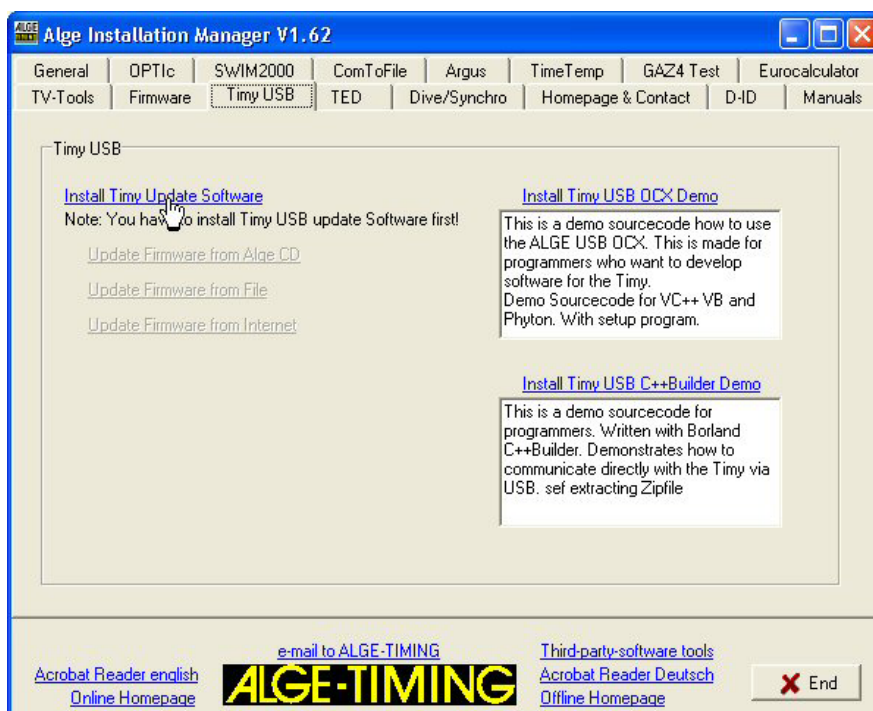 Alge Installation Manager V1.62
General OPTIc SWIM2000 ComToFile Argus TimeTemp GAZ4 Test Eurocalculator
TV-Tools Firmware Timy USB TED Dive/Synchro Homepage & Contact D-ID Manuals
Timy USB
Install Timy Update Software
Note: You have to install Timy USB update Software first!
Update Firmware from Alge CD
Update Firmware from File
Update Firmware from Internet
Install Timy USB OCX Demo
This is a demo sourcecode how to use
the ALGE USB OCX. This is made for
programmers who want to develop
software for the Timy.
Demo Sourcecode for VC++ VB and
Phyton. With setup program.
Install Timy USB C++Builder Demo
This is a demo sourcecode for
programmers. Written with Borland
C++Builder. Demonstrates how to
communicate directly with the Timy via
USB. sef extracting Zipfile
e-mail to ALGE-TIMING
Acrobat Reader english
Online Homepage
ALGE-TIMING
Third-party-software tools
Acrobat Reader Deutsch
Offline Homepage
End